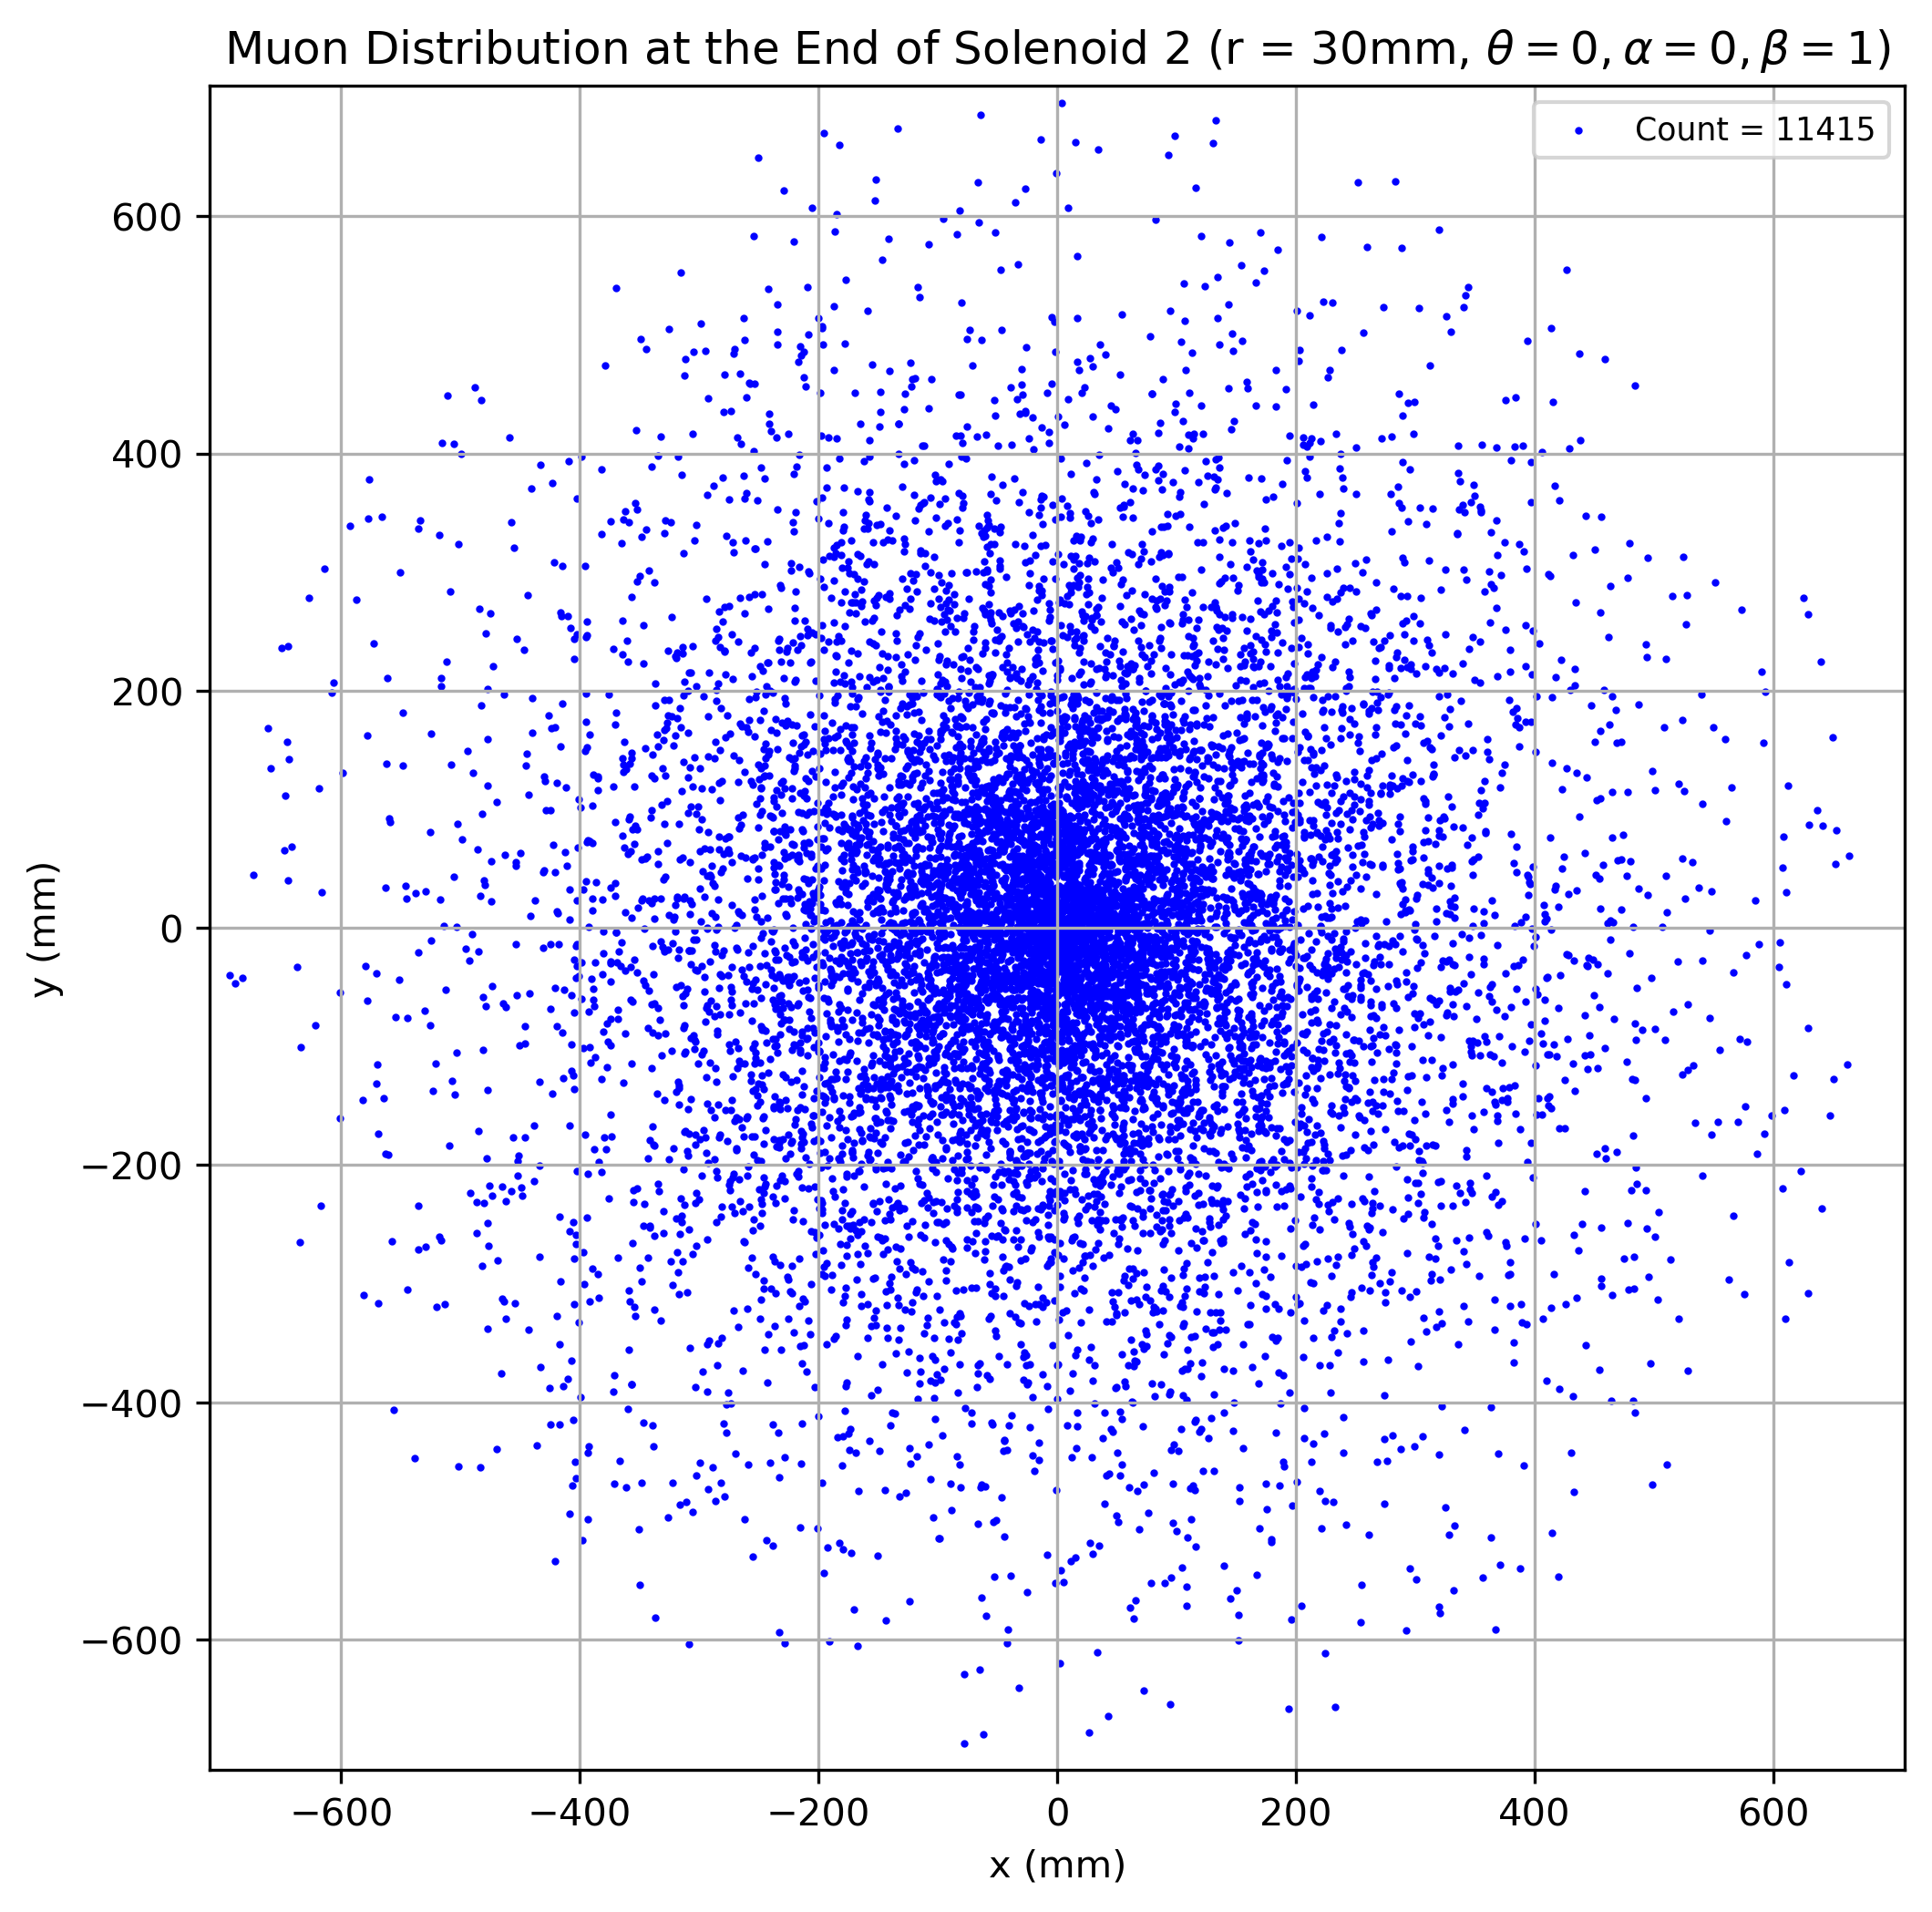 Muon Distribution at the End of Solenoid 2 (r = 30mm, θ = 0, α = 0, β = 1)
Count = 11415
y (mm)
600
400
200
0
−200
−400
−600
−600 −400 −200 0 200 400 600
x (mm)